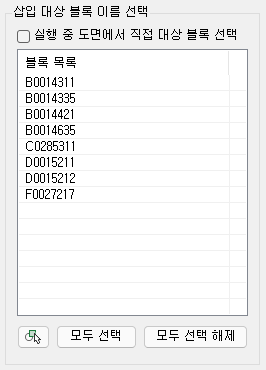 삽입 대상 블록 이름 선택
실행 중 도면에서 직접 대상 블록 선택
블록 목록
B0014311
B0014335
B0014421
B0014635
C0285311
D0015211
D0015212
F0027217
모두 선택
모두 선택 해제